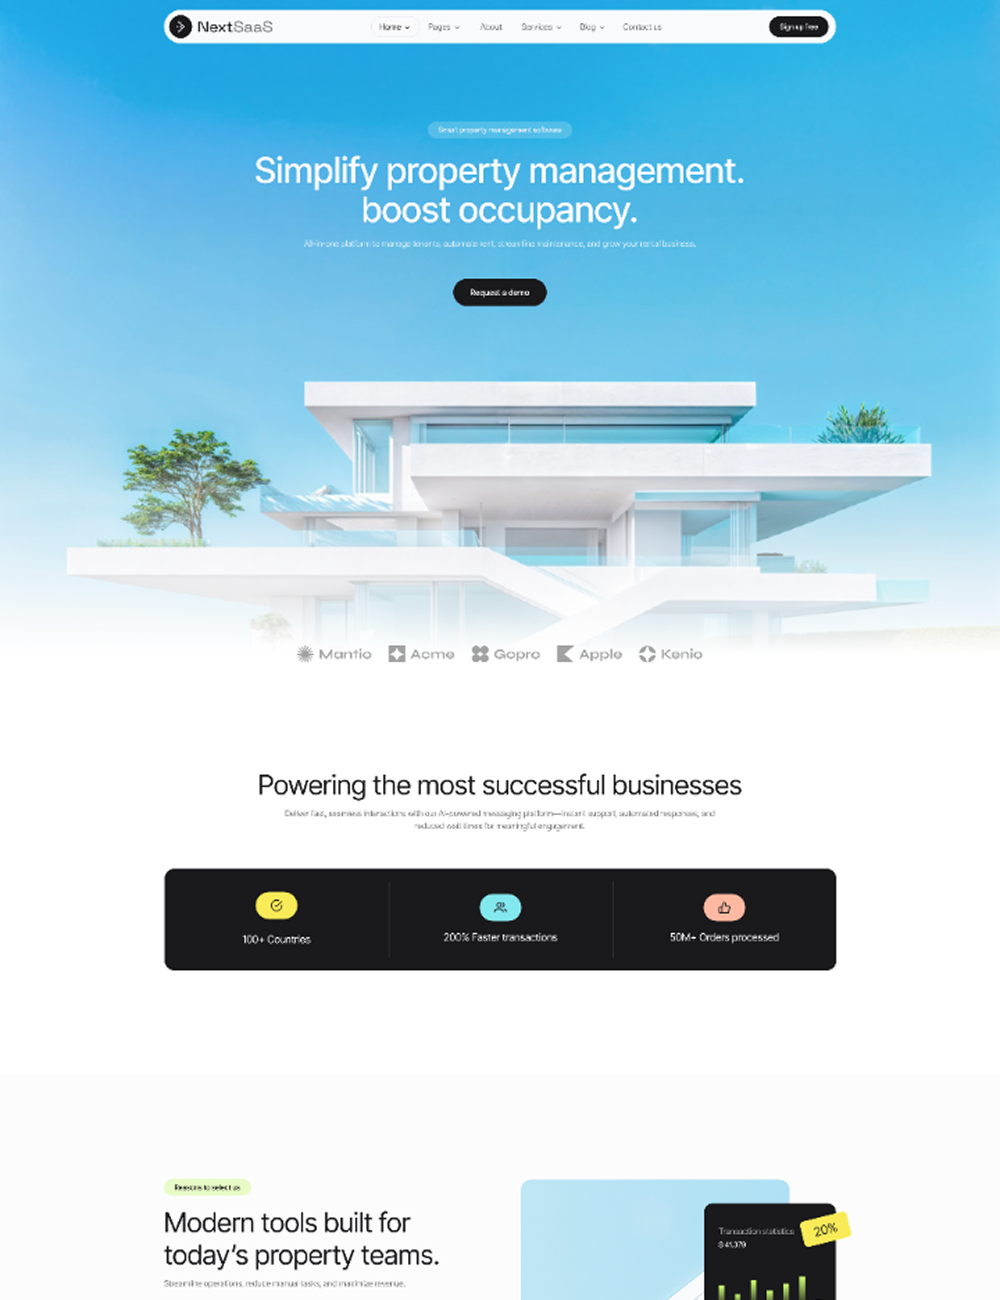 NextSaaS
Home
Pages
About
Services
Blog
Contact us
Sign up free
Smart property management software
Simplify property management.
boost occupancy.
All-in-one platform to manage tenants, automate rent, streamline maintenance, and grow your rental business.
Request a demo
Mantio
Acme
Gopro
Apple
Kenio
Powering the most successful businesses
Deliver fast, seamless interactions with our AI-powered messaging platform—instant support, automated responses, and
reduced wait times for meaningful engagement.
100+ Countries
200% Faster transactions
50M+ Orders processed
Reasons to select us
Modern tools built for
today's property teams.
Streamline operations, reduce manual tasks, and maximize revenue.
Transaction statistics
20%
$ 41,379